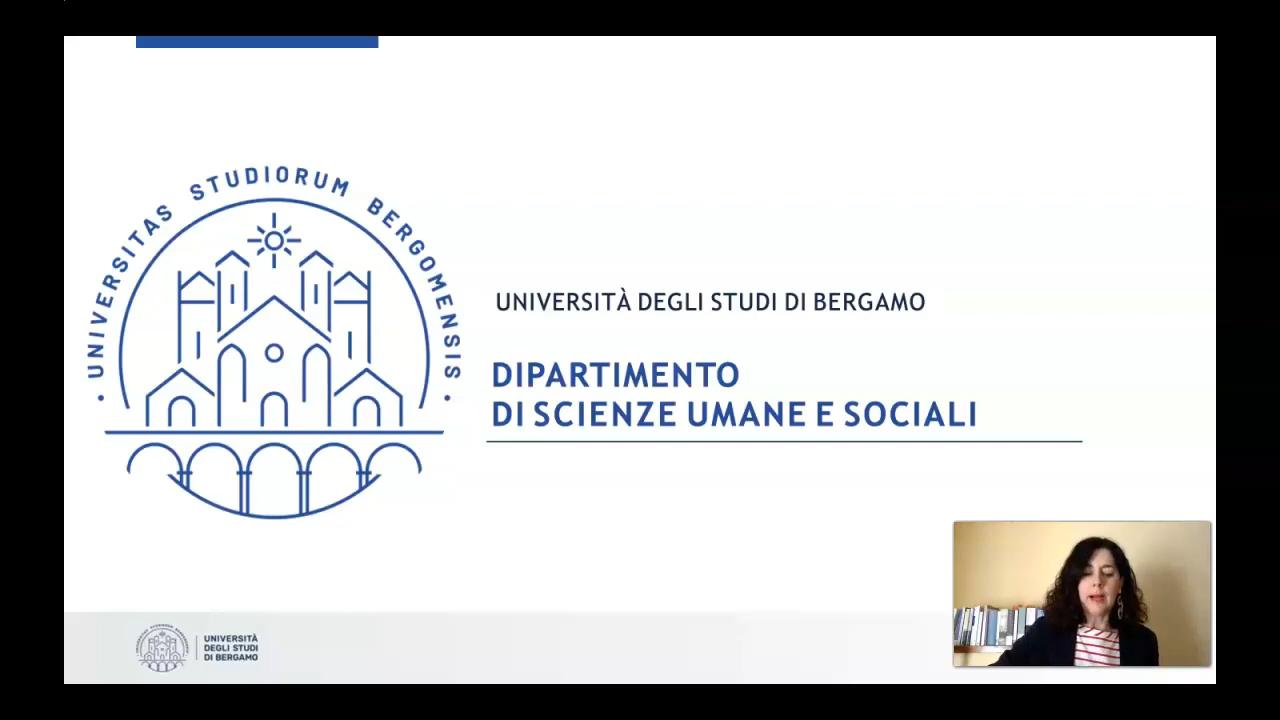 UNIVERSITAS STUDIORUM BERGOMENSIS
UNIVERSITÀ DEGLI STUDI DI BERGAMO
DIPARTIMENTO
DI SCIENZE UMANE E SOCIALI
UNIVERSITÀ
DEGLI STUDI
DI BERGAMO